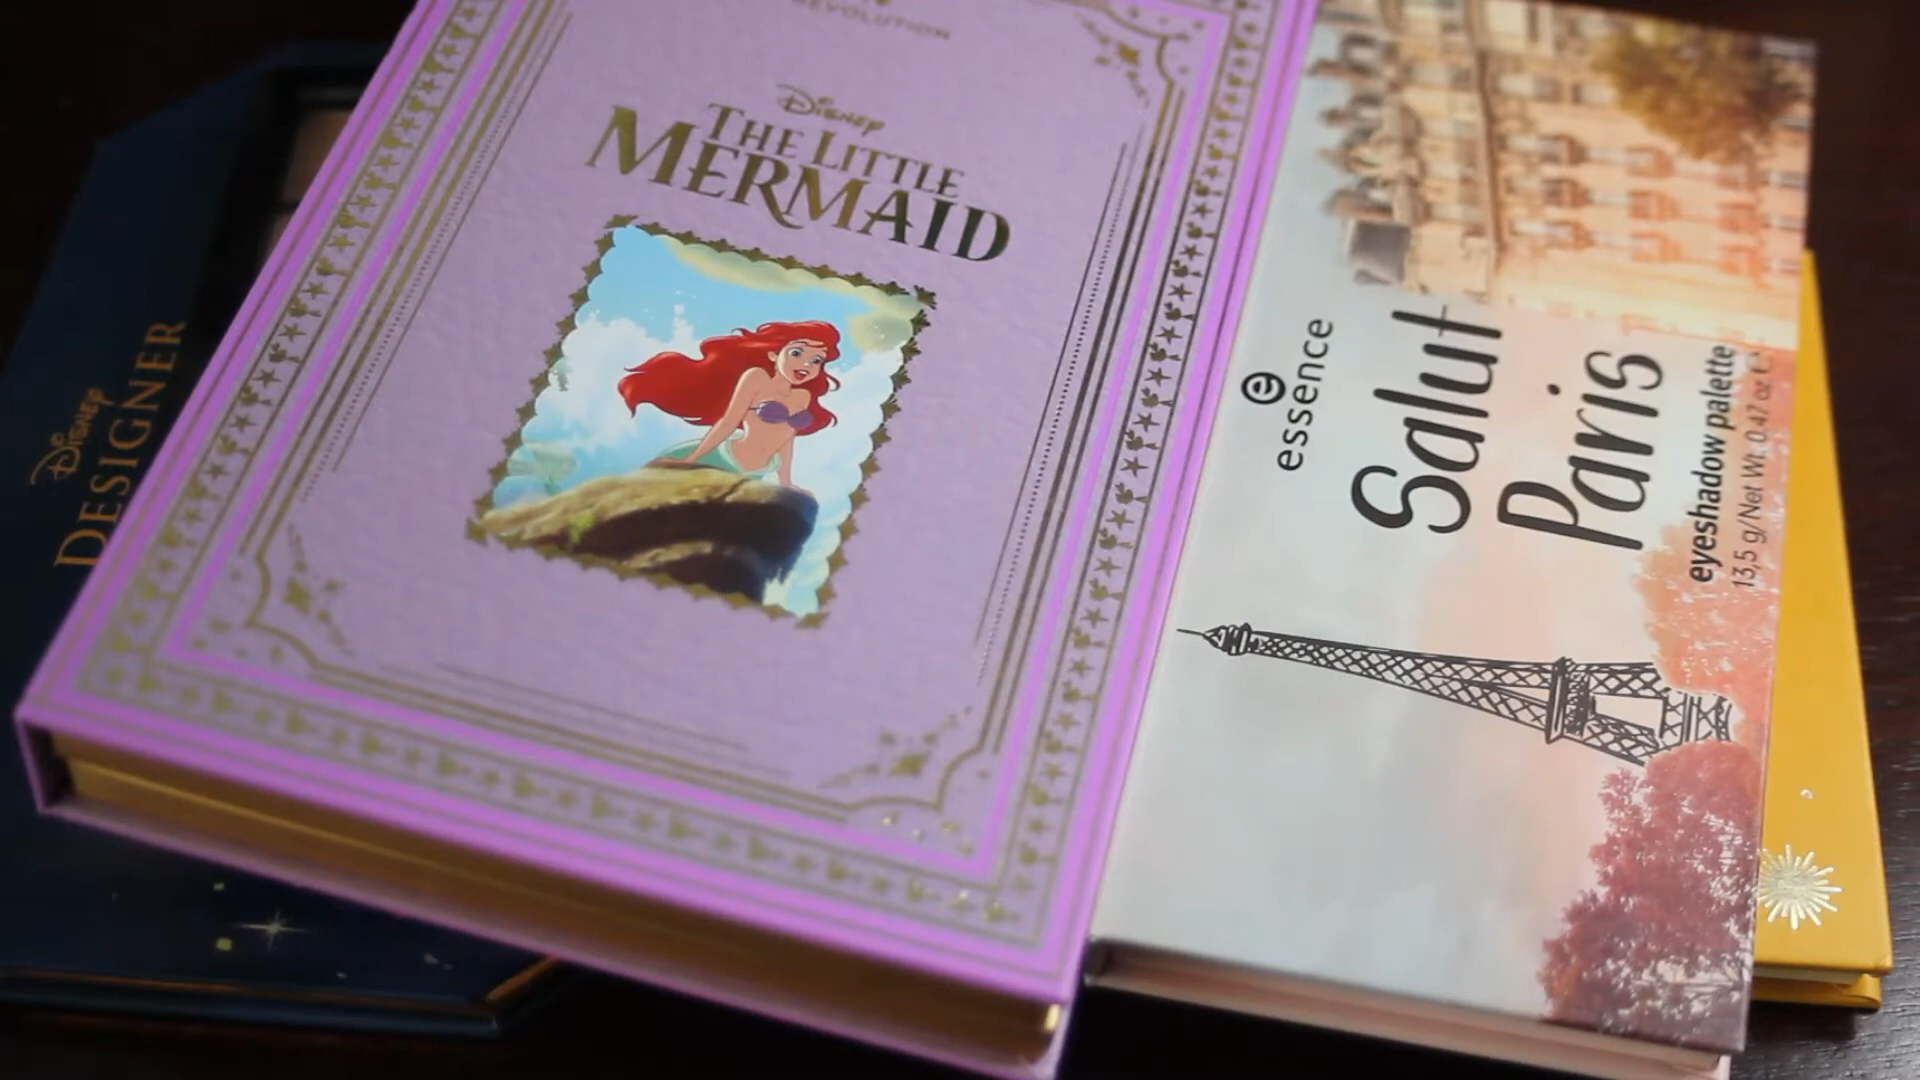 REVOLUTION
Disney
THE LITTLE
MERMAID
Disney
DESIGNER
essence
Salut
Paris
eyeshadow palette
13,5 g/Net Wt. 0.47 oz ℮